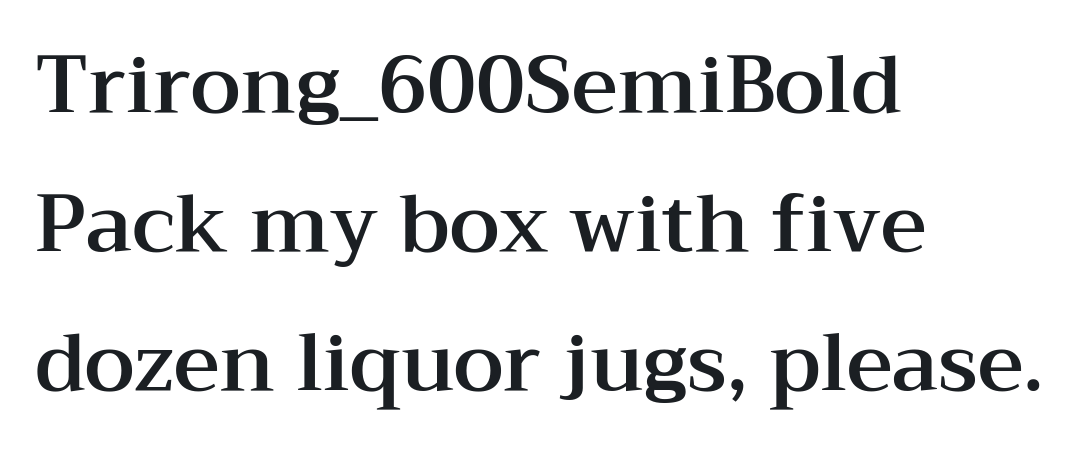 Trirong_600SemiBold
Pack my box with five
dozen liquor jugs, please.